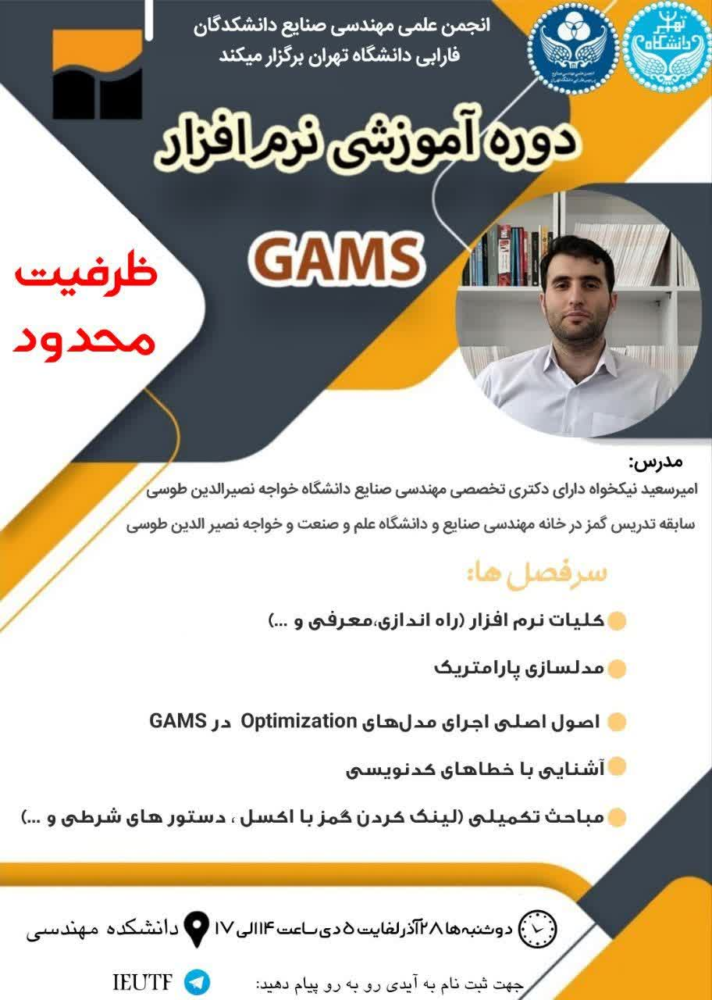 انجمن علمی مهندسی صنایع دانشکدگان
فارابی دانشگاه تهران برگزار میکند
دوره آموزشی نرم افزار
GAMS
ظرفیت
محدود
مدرس:
امیرسعید نیکخواه دارای دکتری تخصصی مهندسی صنایع دانشگاه خواجه نصیرالدین طوسی
سابقه تدریس گمز در خانه مهندسی صنایع و دانشگاه علم و صنعت و خواجه نصیر الدین طوسی
سرفصل ها:
کلیات نرم افزار (راه اندازی،معرفی و ...)
مدلسازی پارامتریک
اصول اصلی اجرای مدل‌های Optimization در GAMS
آشنایی با خطاهای کدنویسی
مباحث تکمیلی (لینک کردن گمز با اکسل ، دستور های شرطی و ...)
دوشنبه ها ۲۸ آذر لغایت ۵ دی ساعت ۱۴ الی ۱۷
دانشکده مهندسی
جهت ثبت نام به آیدی رو به رو پیام دهید:
IEUTF